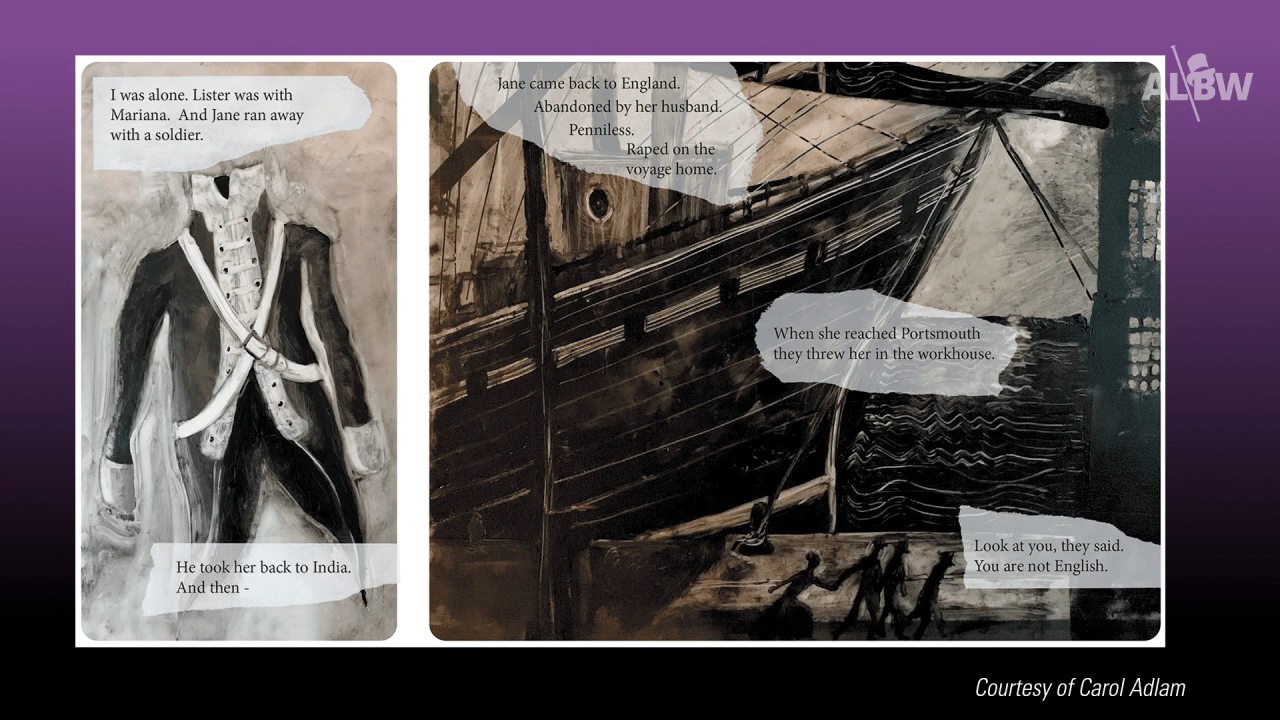 I was alone. Lister was with
Mariana. And Jane ran away
with a soldier.
He took her back to India.
And then -
Jane came back to England.
Abandoned by her husband.
Penniless.
Raped on the
voyage home.
When she reached Portsmouth
they threw her in the workhouse.
Look at you, they said.
You are not English.
ALBW
Courtesy of Carol Adlam